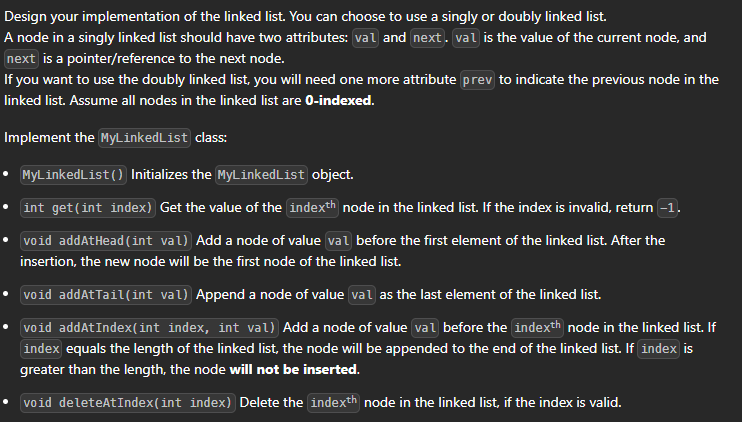 Design your implementation of the linked list. You can choose to use a singly or doubly linked list.
A node in a singly linked list should have two attributes: val and next. val is the value of the current node, and
next is a pointer/reference to the next node.
If you want to use the doubly linked list, you will need one more attribute prev to indicate the previous node in the
linked list. Assume all nodes in the linked list are 0-indexed.
Implement the MyLinkedList class:
• MyLinkedList() Initializes the MyLinkedList object.
• int get(int index) Get the value of the indexth node in the linked list. If the index is invalid, return -1.
• void addAtHead(int val) Add a node of value val before the first element of the linked list. After the
insertion, the new node will be the first node of the linked list.
• void addAtTail(int val) Append a node of value val as the last element of the linked list.
• void addAtIndex(int index, int val) Add a node of value val before the indexth node in the linked list. If
index equals the length of the linked list, the node will be appended to the end of the linked list. If index is
greater than the length, the node will not be inserted.
• void deleteAtIndex(int index) Delete the indexth node in the linked list, if the index is valid.